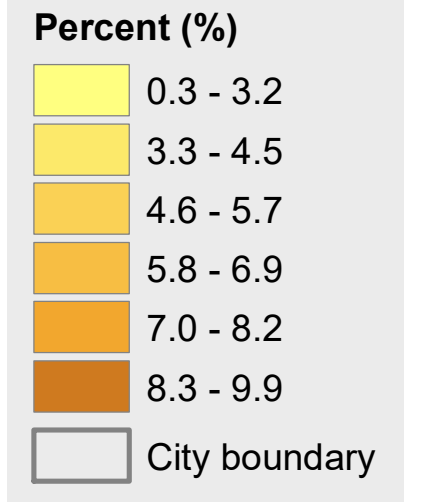 Percent (%)
0.3 - 3.2
3.3 - 4.5
4.6 - 5.7
5.8 - 6.9
7.0 - 8.2
8.3 - 9.9
City boundary